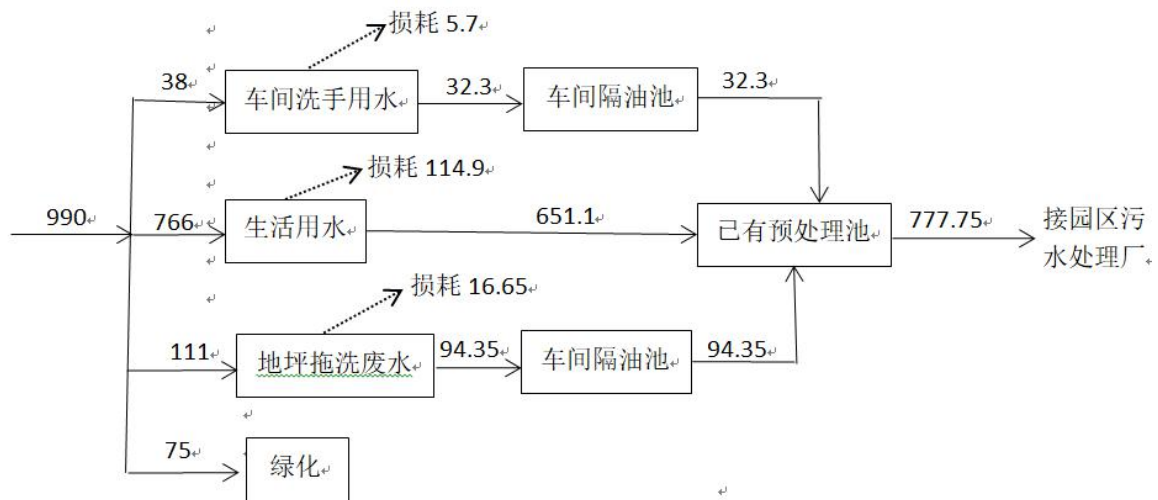 损耗 5.7
38
车间洗手用水
32.3
车间隔油池
32.3
损耗 114.9
990
766
生活用水
651.1
已有预处理池
777.75
接园区污
水处理厂
损耗 16.65
111
地坪拖洗废水
94.35
车间隔油池
94.35
75
绿化